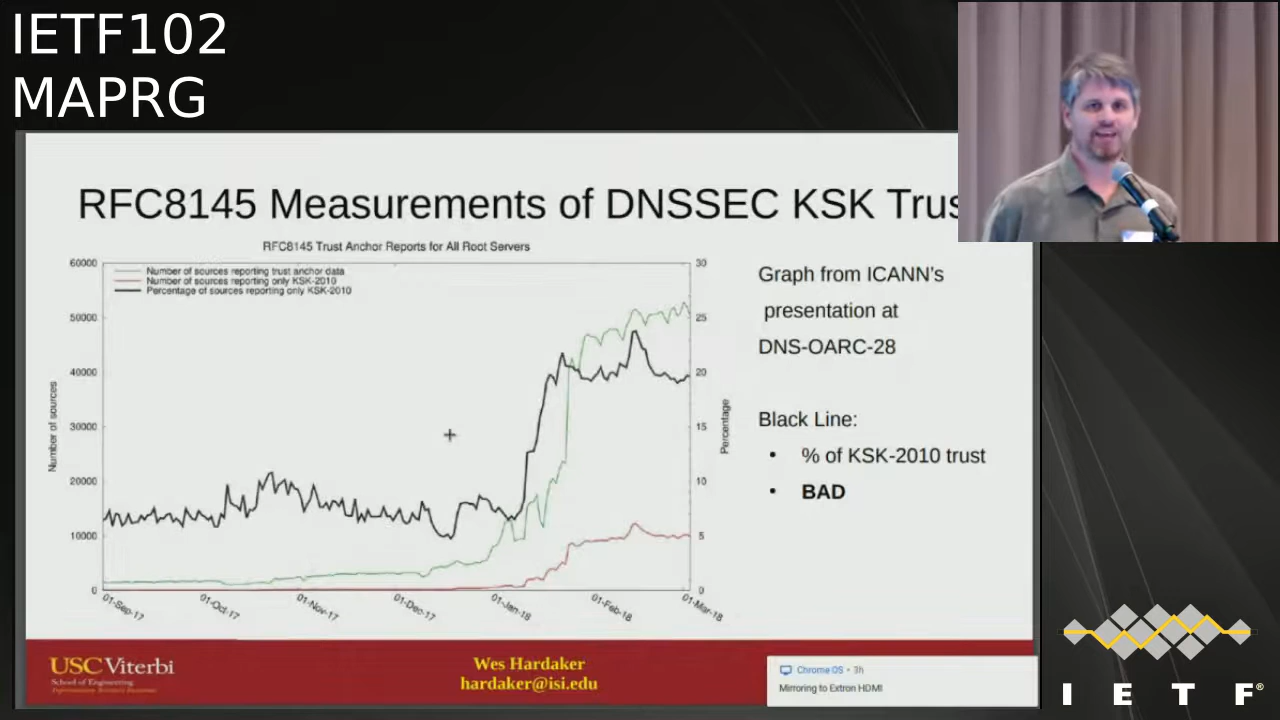 IETF102
MAPRG
RFC8145 Measurements of DNSSEC KSK Trus
RFC8145 Trust Anchor Reports for All Root Servers
Number of sources reporting trust anchor data
Number of sources reporting only KSK-2010
Percentage of sources reporting only KSK-2010
60000
50000
40000
30000
20000
10000
0
Number of sources
30
25
20
15
10
5
0
Percentage
01-Sep-17
01-Oct-17
01-Nov-17
01-Dec-17
01-Jan-18
01-Feb-18
01-Mar-18
Graph from ICANN's
presentation at
DNS-OARC-28
Black Line:
• % of KSK-2010 trust
• BAD
USC Viterbi
School of Engineering
Information Sciences Institute
Wes Hardaker
hardaker@isi.edu
Chrome OS • 3h
Mirroring to Extron HDMI
I E T F®